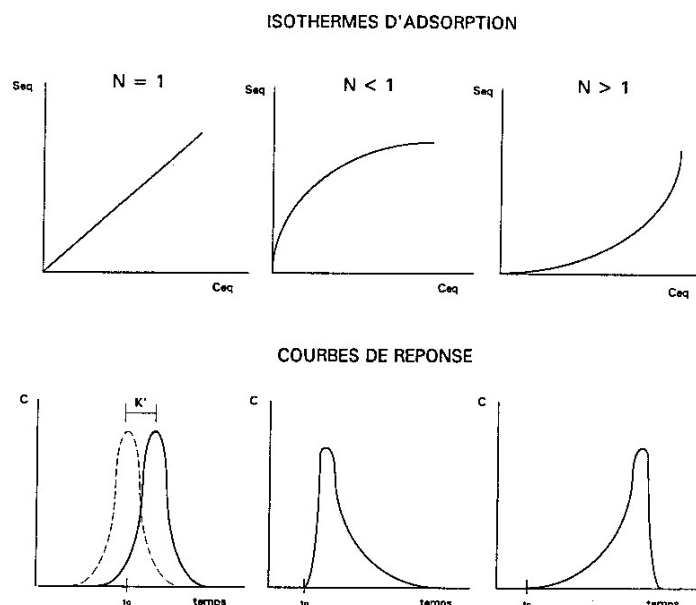 ISOTHERMES D'ADSORPTION
N = 1
N < 1
N > 1
Seq
Seq
Seq
Ceq
Ceq
Ceq
COURBES DE REPONSE
K'
C
C
C
to
temps
to
temps
to
temps